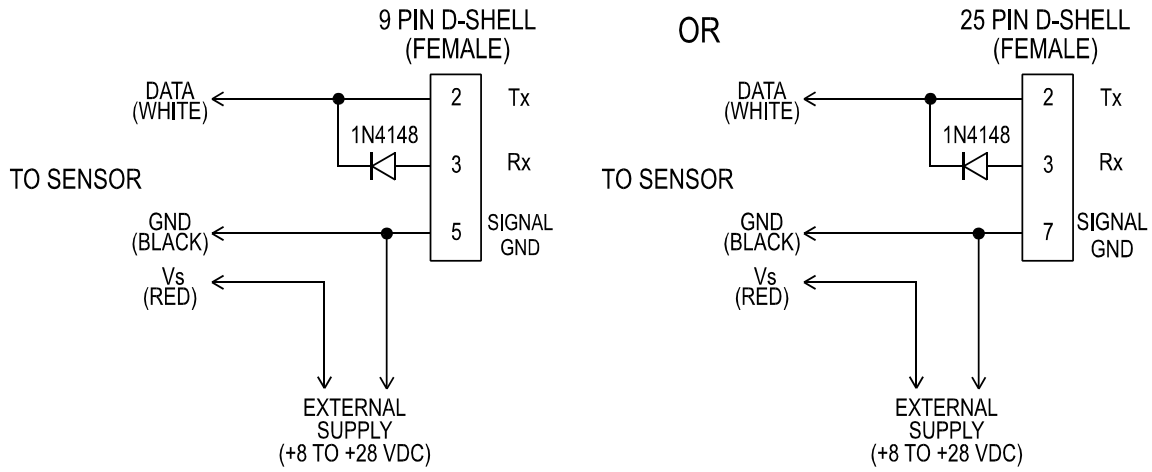 9 PIN D-SHELL
(FEMALE)
DATA
(WHITE)
2
Tx
1N4148
3
Rx
TO SENSOR
GND
(BLACK)
5
SIGNAL
GND
Vs
(RED)
EXTERNAL
SUPPLY
(+8 TO +28 VDC)
OR
25 PIN D-SHELL
(FEMALE)
DATA
(WHITE)
2
Tx
1N4148
3
Rx
TO SENSOR
GND
(BLACK)
7
SIGNAL
GND
Vs
(RED)
EXTERNAL
SUPPLY
(+8 TO +28 VDC)